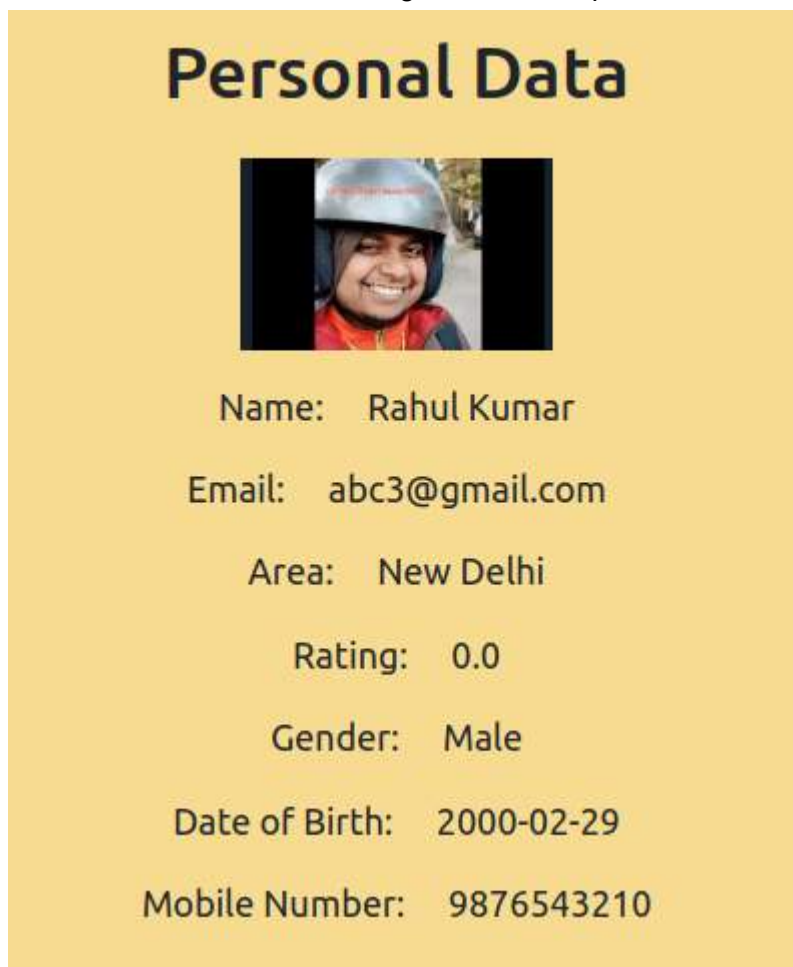 Personal Data
Name: Rahul Kumar
Email: abc3@gmail.com
Area: New Delhi
Rating: 0.0
Gender: Male
Date of Birth: 2000-02-29
Mobile Number: 9876543210